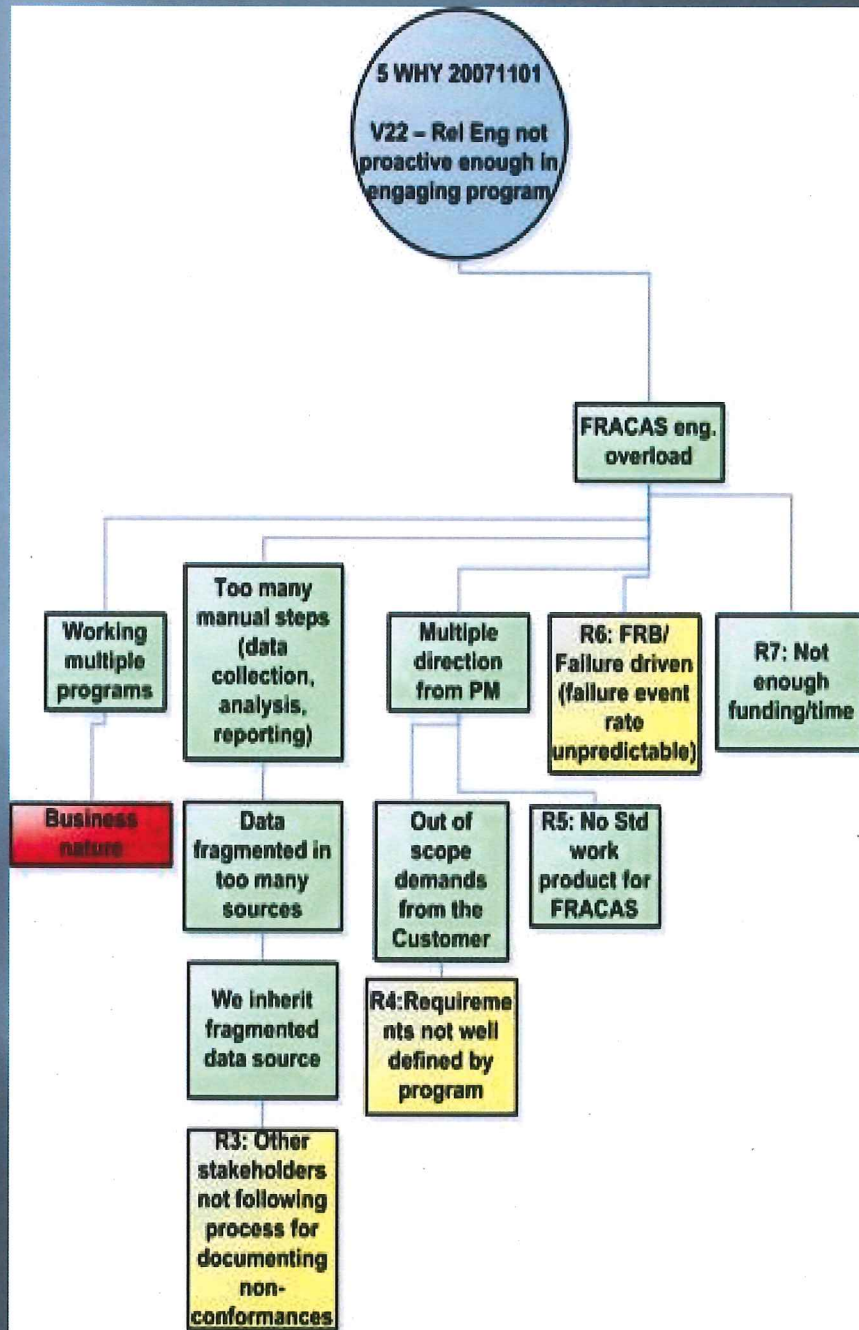 5 WHY 20071101
V22 – Rel Eng not
proactive enough in
engaging program
FRACAS eng.
overload
Working
multiple
programs
Too many
manual steps
(data
collection,
analysis,
reporting)
Multiple
direction
from PM
R6: FRB/
Failure driven
(failure event
rate
unpredictable)
R7: Not
enough
funding/time
Business
nature
Data
fragmented in
too many
sources
Out of
scope
demands
from the
Customer
R5: No Std
work
product for
FRACAS
We inherit
fragmented
data source
R4:Requireme
nts not well
defined by
program
R3: Other
stakeholders
not following
process for
documenting
non-
conformances